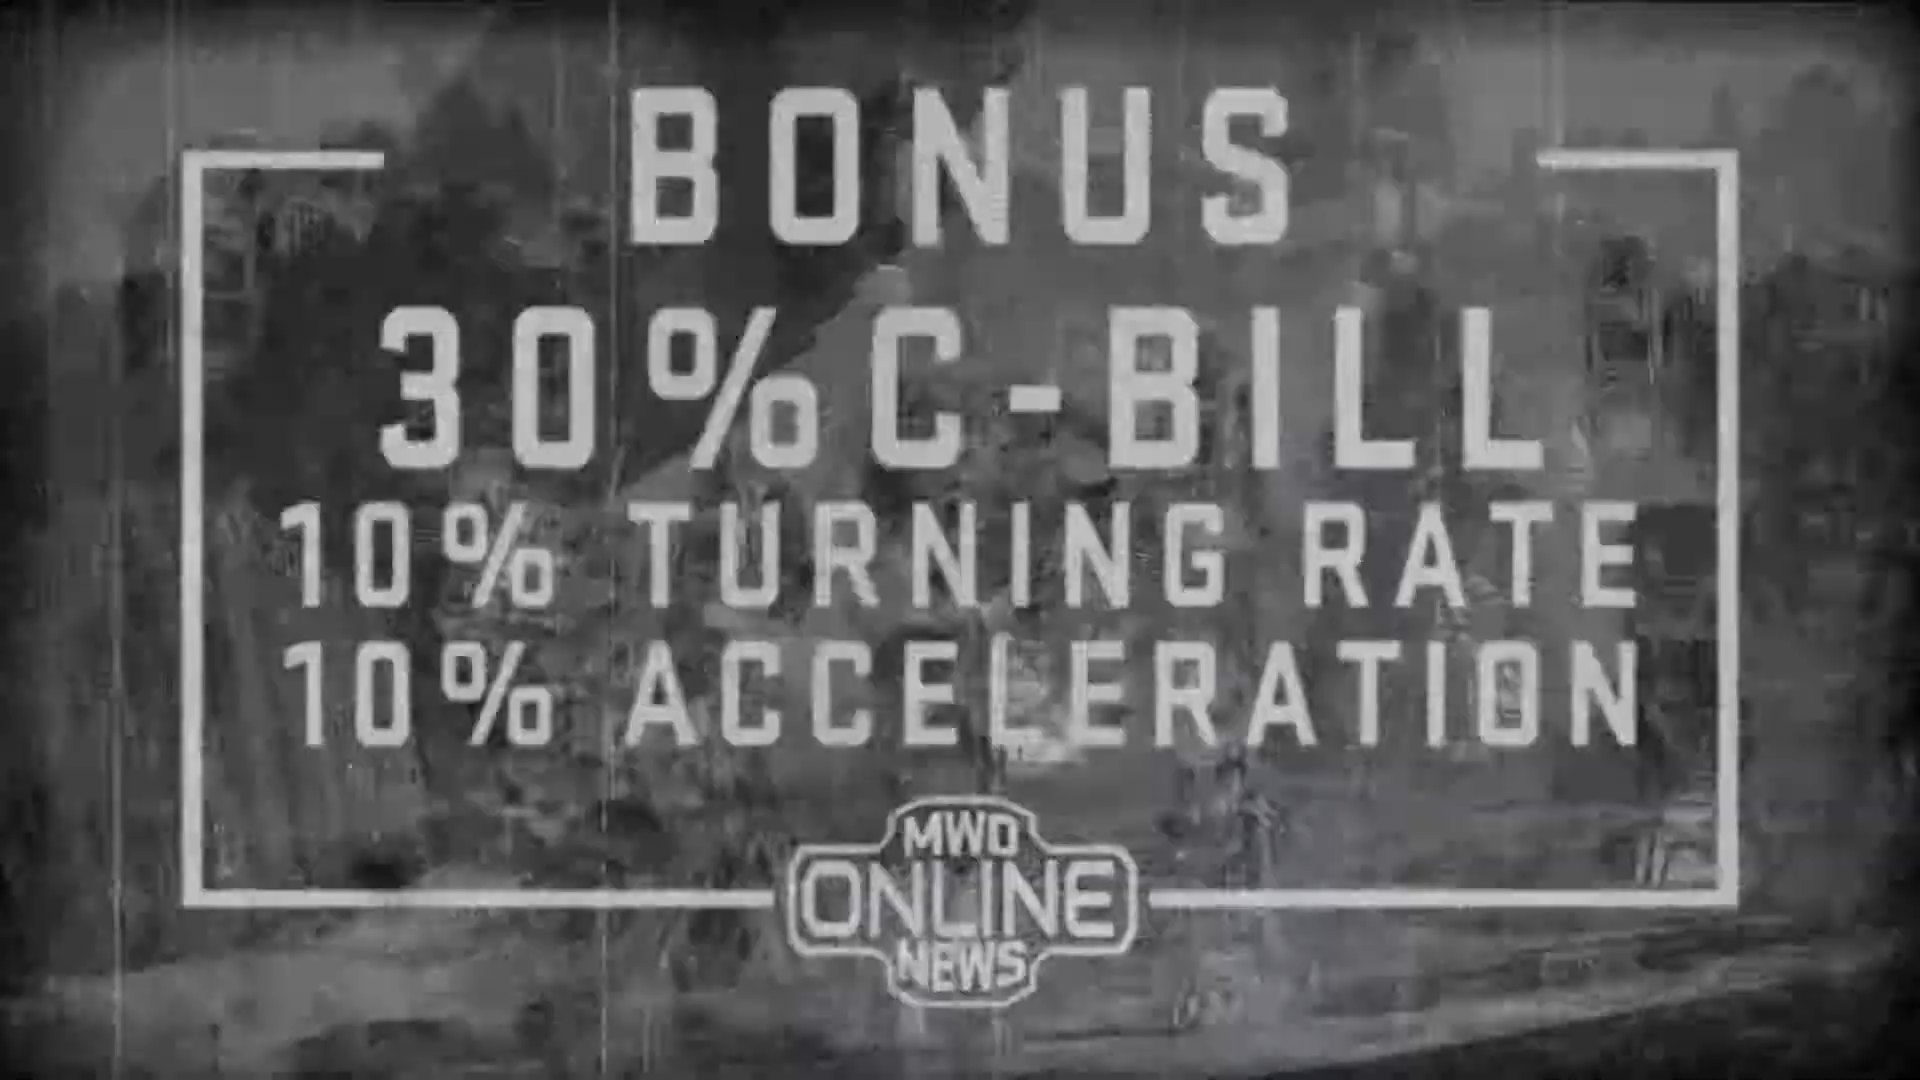 BONUS
30% C-BILL
10% TURNING RATE
10% ACCELERATION
MWO
ONLINE
NEWS